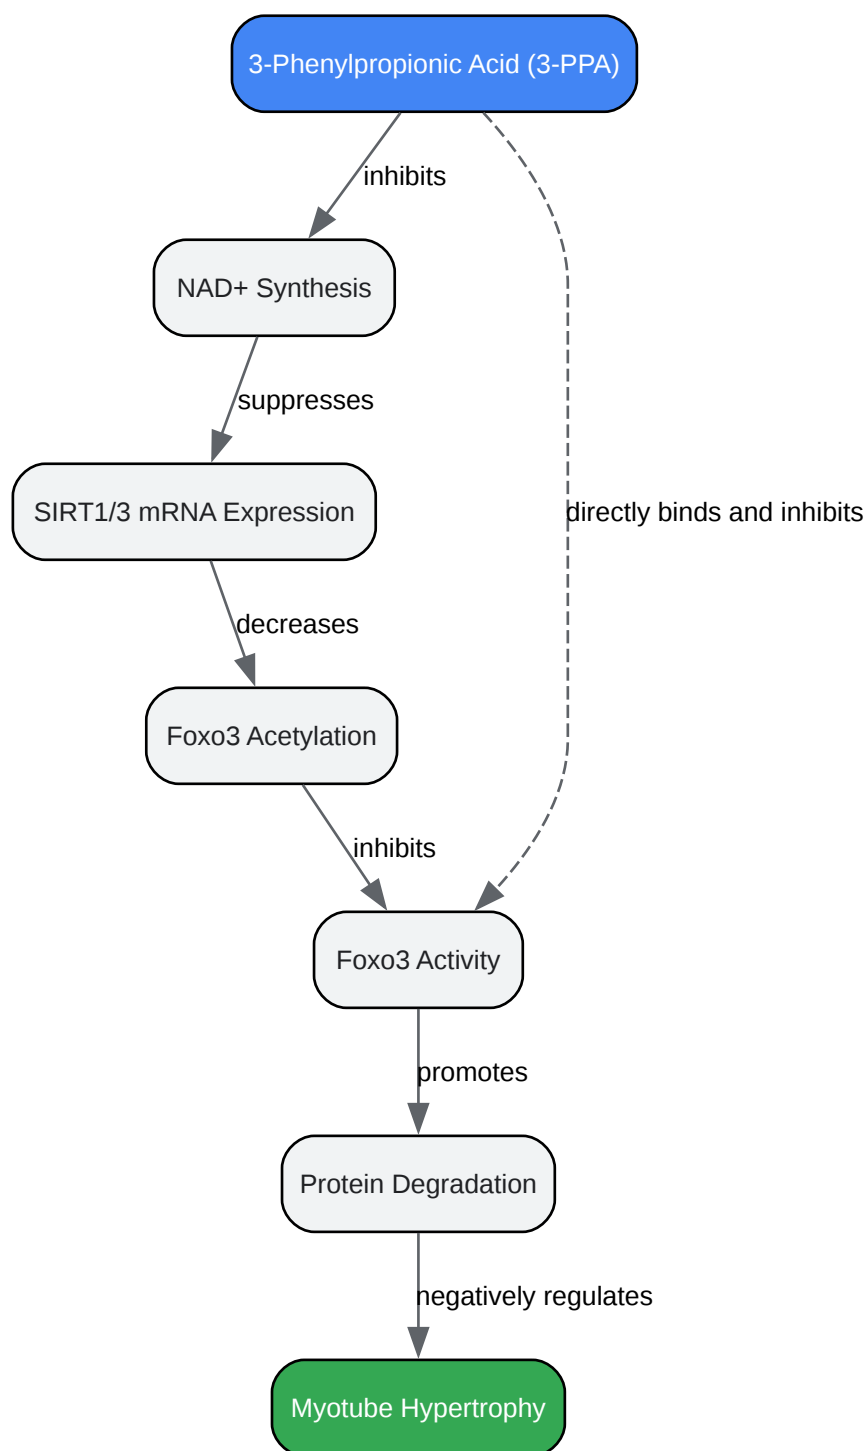 3-Phenylpropionic Acid (3-PPA)
inhibits
NAD+ Synthesis
suppresses
SIRT1/3 mRNA Expression
directly binds and inhibits
decreases
Foxo3 Acetylation
inhibits
Foxo3 Activity
promotes
Protein Degradation
negatively regulates
Myotube Hypertrophy